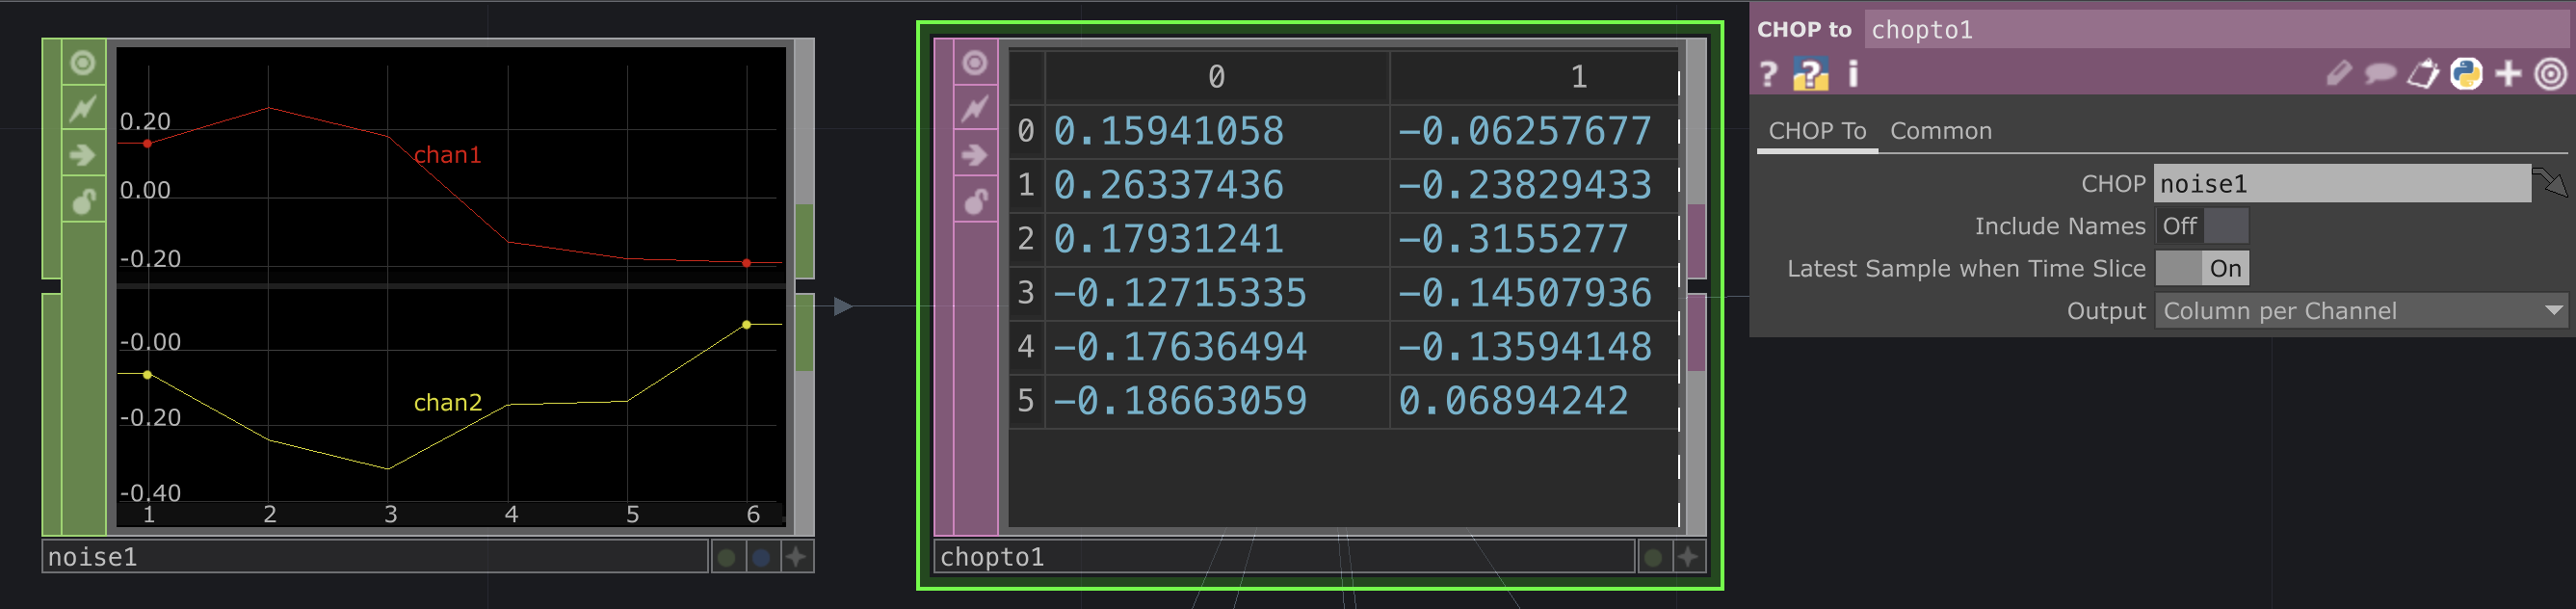 0.20
0.00
-0.20
chan1
-0.00
-0.20
-0.40
chan2
1 2 3 4 5 6
noise1
0 1
0 0.15941058 -0.06257677
1 0.26337436 -0.23829433
2 0.17931241 -0.3155277
3 -0.12715335 -0.14507936
4 -0.17636494 -0.13594148
5 -0.18663059 0.06894242
chopto1
CHOP to chopto1
? ? i
CHOP To Common
CHOP noise1
Include Names Off
Latest Sample when Time Slice On
Output Column per Channel